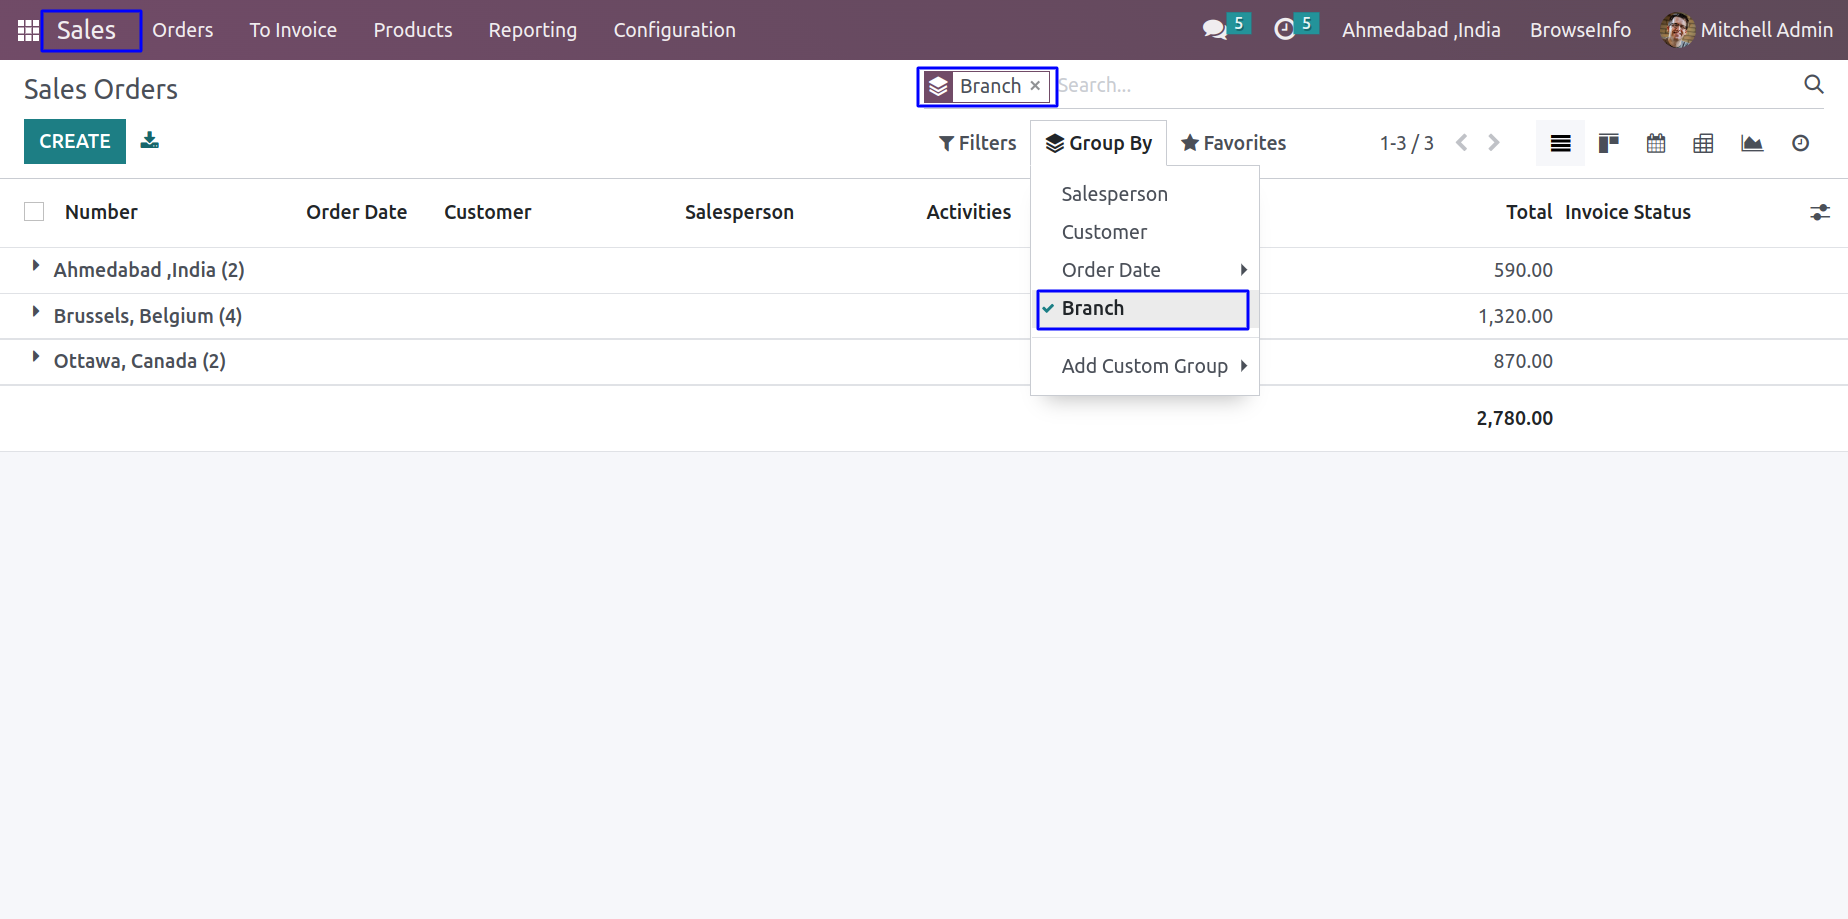 Sales Orders To Invoice Products Reporting Configuration 5 5 Ahmedabad ,India BrowseInfo Mitchell Admin
Sales Orders
Branch × Search...
CREATE
Filters Group By Favorites 1-3 / 3
Number Order Date Customer Salesperson Activities Total Invoice Status
Salesperson
Customer
Order Date
Branch
Add Custom Group
Ahmedabad ,India (2) 590.00
Brussels, Belgium (4) 1,320.00
Ottawa, Canada (2) 870.00
2,780.00